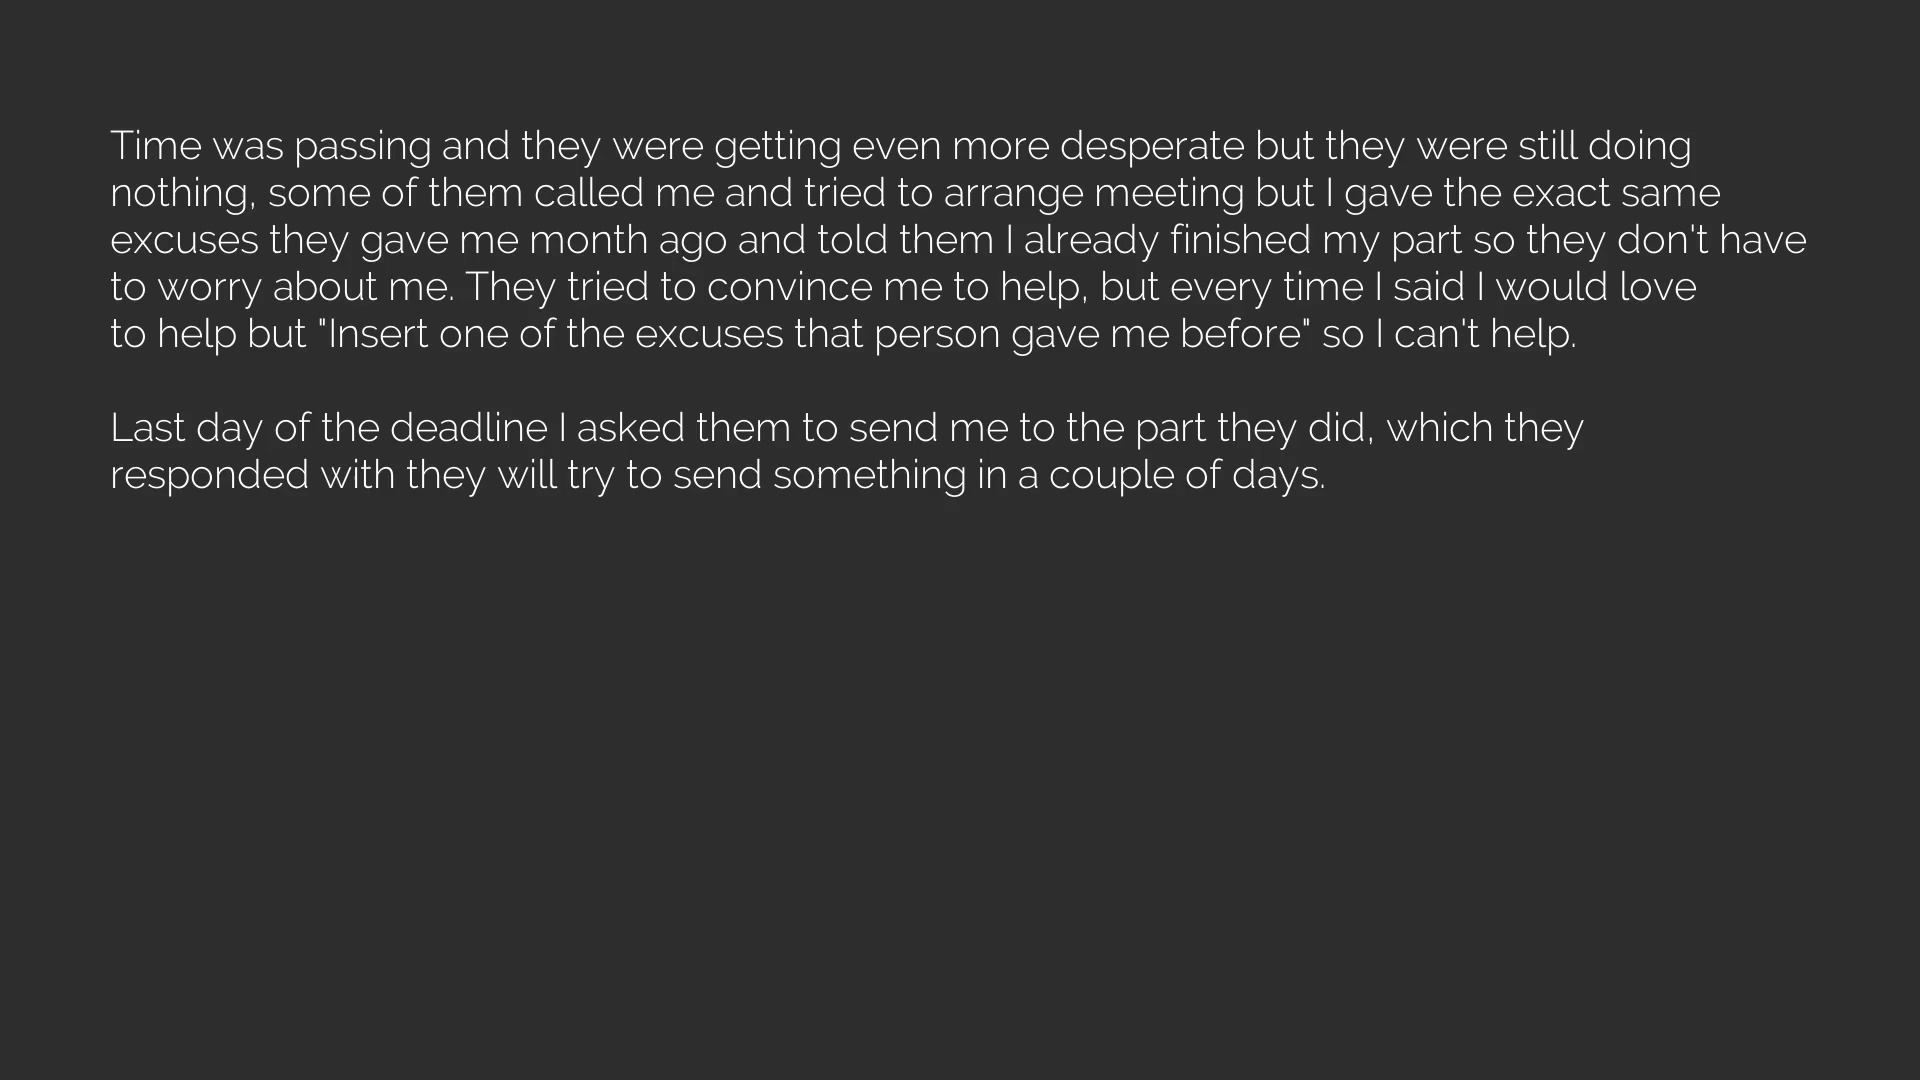 Time was passing and they were getting even more desperate but they were still doing
nothing, some of them called me and tried to arrange meeting but I gave the exact same
excuses they gave me month ago and told them I already finished my part so they don't have
to worry about me. They tried to convince me to help, but every time I said I would love
to help but "Insert one of the excuses that person gave me before" so I can't help.

Last day of the deadline I asked them to send me to the part they did, which they
responded with they will try to send something in a couple of days.